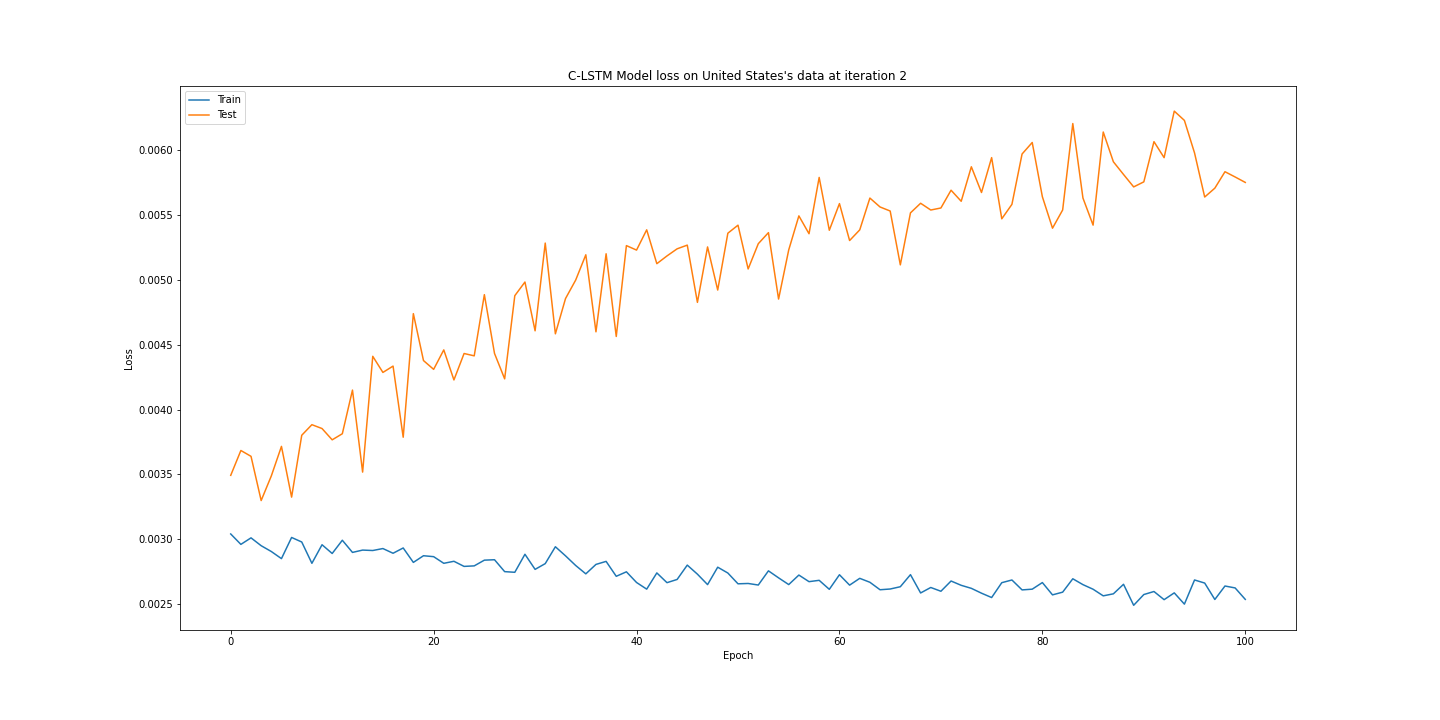 C-LSTM Model loss on United States's data at iteration 2
Train
Test
0.0060
0.0055
0.0050
0.0045
0.0040
0.0035
0.0030
0.0025
Loss
0 20 40 60 80 100
Epoch